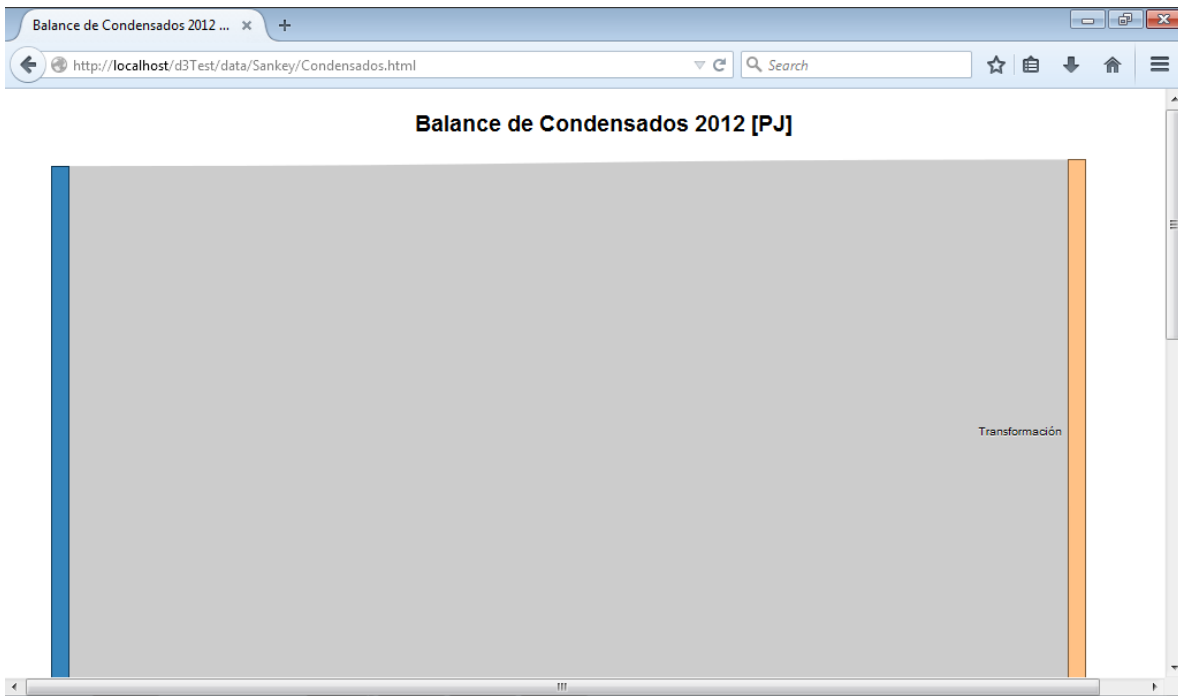 Balance de Condensados 2012 ...
http://localhost/d3Test/data/Sankey/Condensados.html
Search
Balance de Condensados 2012 [PJ]
Transformación